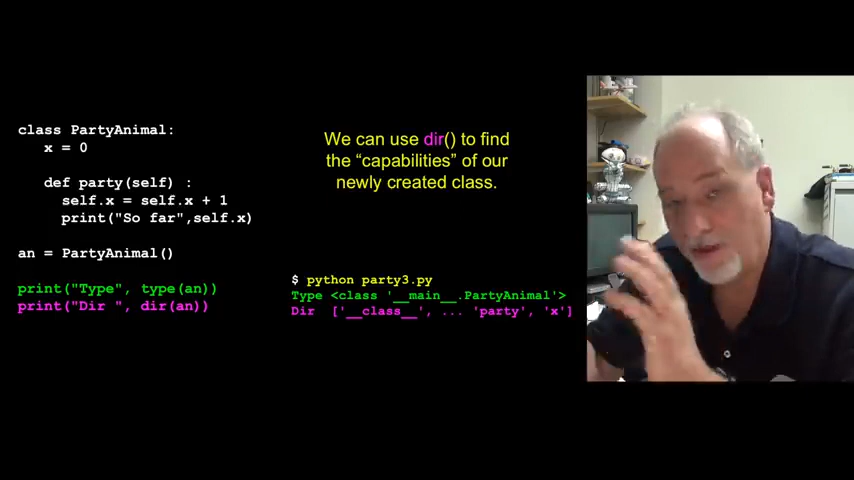 class PartyAnimal:
x = 0
def party(self) :
self.x = self.x + 1
print("So far",self.x)
an = PartyAnimal()
print("Type", type(an))
print("Dir ", dir(an))
We can use dir() to find
the “capabilities” of our
newly created class.
$ python party3.py
Type <class '__main__.PartyAnimal'>
Dir  ['__class__', ... 'party', 'x']